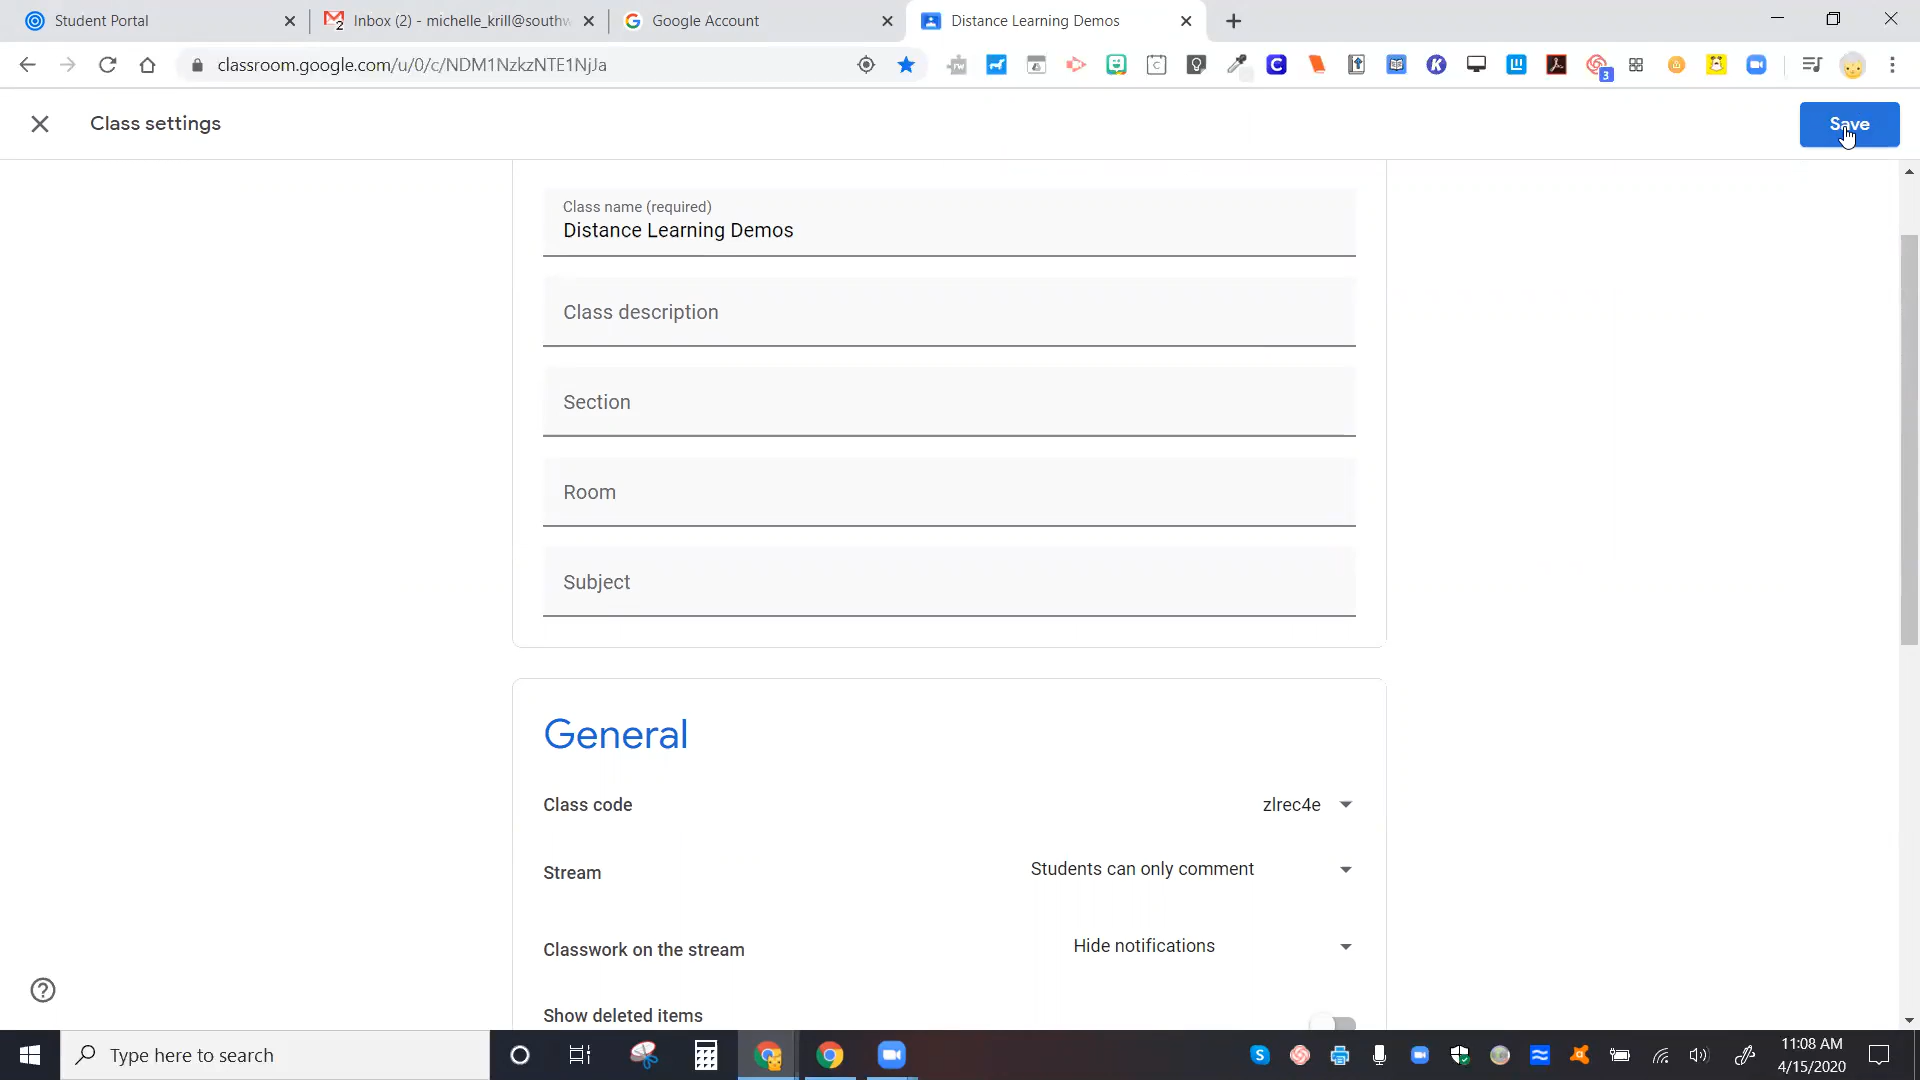 Student Portal
Inbox (2) - michelle_krill@southw
Google Account
Distance Learning Demos
classroom.google.com/u/0/c/NDM1NzkzNTE1NjJa
Class settings
Save
Class name (required)
Distance Learning Demos
Class description
Section
Room
Subject
General
Class code
zlrec4e
Stream
Students can only comment
Classwork on the stream
Hide notifications
Show deleted items
Type here to search
11:08 AM
4/15/2020